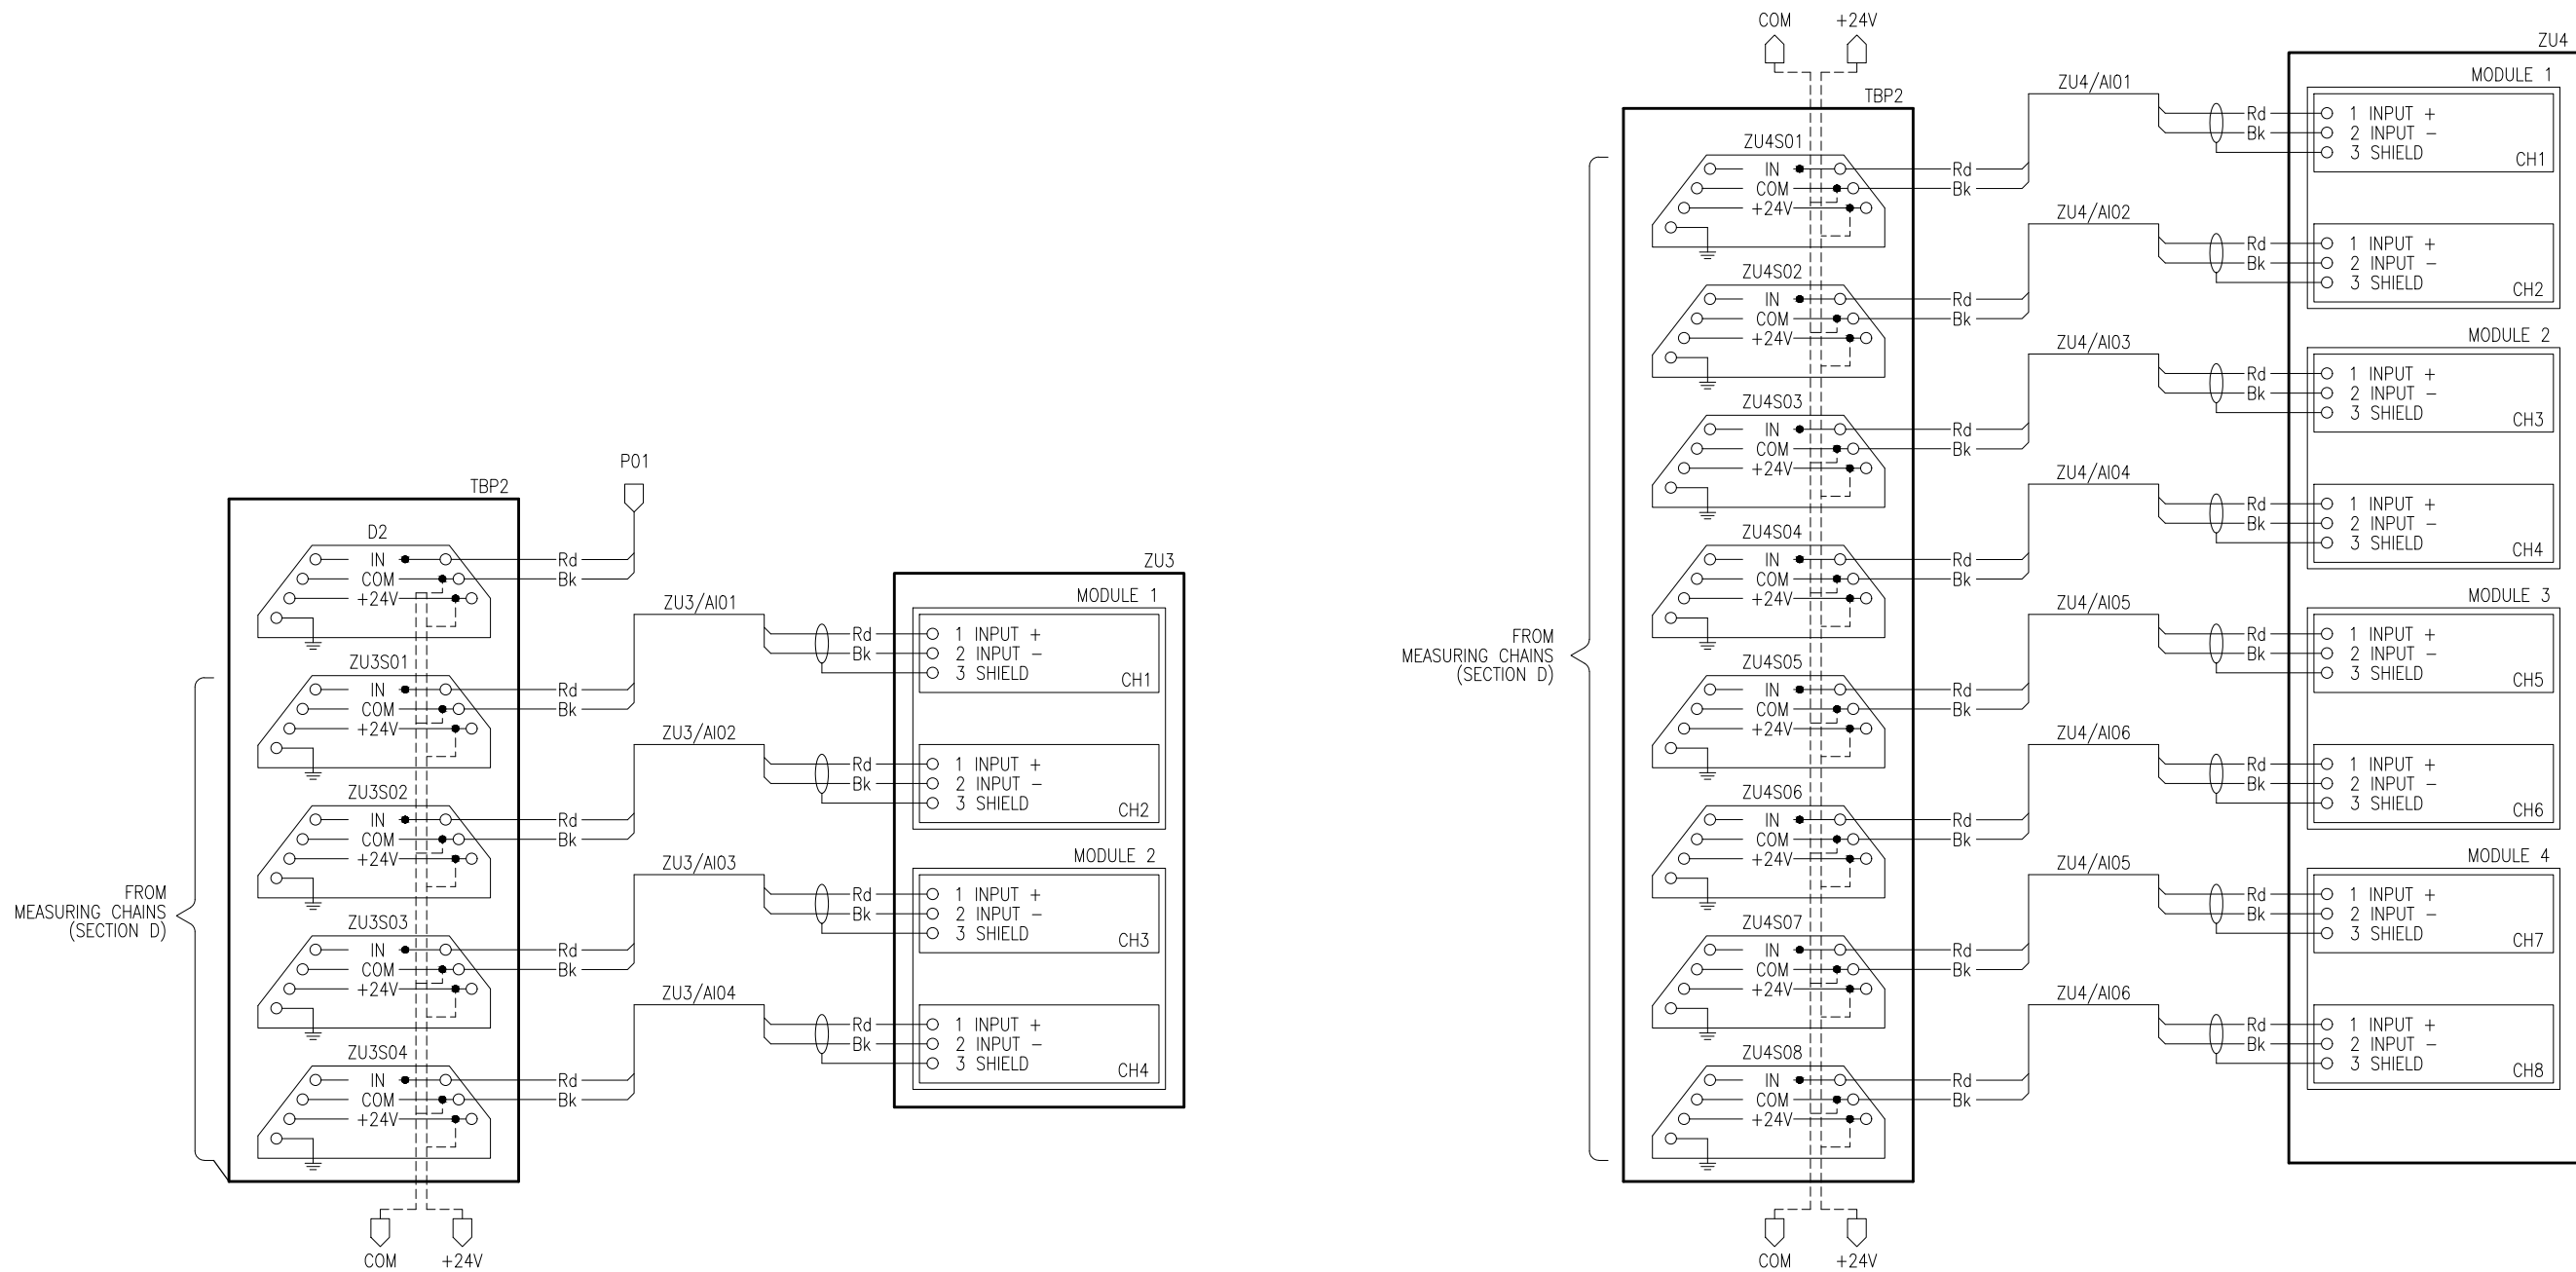 P01
TBP2
D2
IN
COM
+24V
Rd
Bk
ZU3S01
IN
COM
+24V
Rd
Bk
ZU3S02
IN
COM
+24V
Rd
Bk
ZU3S03
IN
COM
+24V
Rd
Bk
ZU3S04
IN
COM
+24V
Rd
Bk
FROM
MEASURING CHAINS
(SECTION D)
COM +24V
ZU3/AI01
ZU3/AI02
ZU3/AI03
ZU3/AI04
ZU3
MODULE 1
Rd 1 INPUT +
Bk 2 INPUT −
3 SHIELD
CH1
Rd 1 INPUT +
Bk 2 INPUT −
3 SHIELD
CH2
MODULE 2
Rd 1 INPUT +
Bk 2 INPUT −
3 SHIELD
CH3
Rd 1 INPUT +
Bk 2 INPUT −
3 SHIELD
CH4
COM +24V
TBP2
ZU4S01
IN
COM
+24V
Rd
Bk
ZU4S02
IN
COM
+24V
Rd
Bk
ZU4S03
IN
COM
+24V
Rd
Bk
ZU4S04
IN
COM
+24V
Rd
Bk
ZU4S05
IN
COM
+24V
Rd
Bk
ZU4S06
IN
COM
+24V
Rd
Bk
ZU4S07
IN
COM
+24V
Rd
Bk
ZU4S08
IN
COM
+24V
Rd
Bk
FROM
MEASURING CHAINS
(SECTION D)
COM +24V
ZU4/AI01
ZU4/AI02
ZU4/AI03
ZU4/AI04
ZU4/AI05
ZU4/AI06
ZU4/AI05
ZU4/AI06
ZU4
MODULE 1
Rd 1 INPUT +
Bk 2 INPUT −
3 SHIELD
CH1
Rd 1 INPUT +
Bk 2 INPUT −
3 SHIELD
CH2
MODULE 2
Rd 1 INPUT +
Bk 2 INPUT −
3 SHIELD
CH3
Rd 1 INPUT +
Bk 2 INPUT −
3 SHIELD
CH4
MODULE 3
Rd 1 INPUT +
Bk 2 INPUT −
3 SHIELD
CH5
Rd 1 INPUT +
Bk 2 INPUT −
3 SHIELD
CH6
MODULE 4
Rd 1 INPUT +
Bk 2 INPUT −
3 SHIELD
CH7
Rd 1 INPUT +
Bk 2 INPUT −
3 SHIELD
CH8